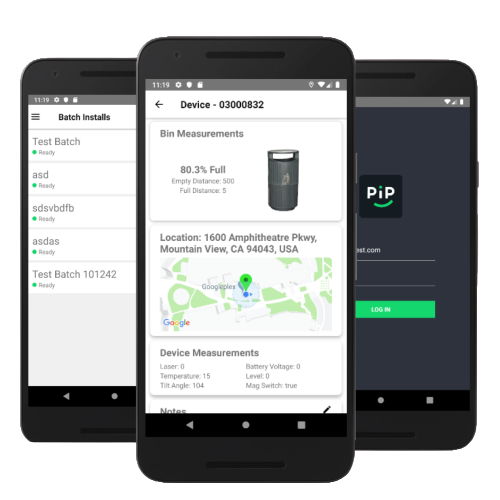 11:19
Batch Installs
Test Batch
Ready
asd
Ready
sdsvbdfb
Ready
asdas
Ready
Test Batch 101242
Ready
11:19
Device - 03000832
Bin Measurements
80.3% Full
Empty Distance: 500
Full Distance: 5
Location: 1600 Amphitheatre Pkwy,
Mountain View, CA 94043, USA
Googleplex
Google
Device Measurements
Laser: 0
Battery Voltage: 0
Temperature: 15
Level: 0
Tilt Angle: 104
Mag Switch: true
Notes
PiP
est.com
LOG IN